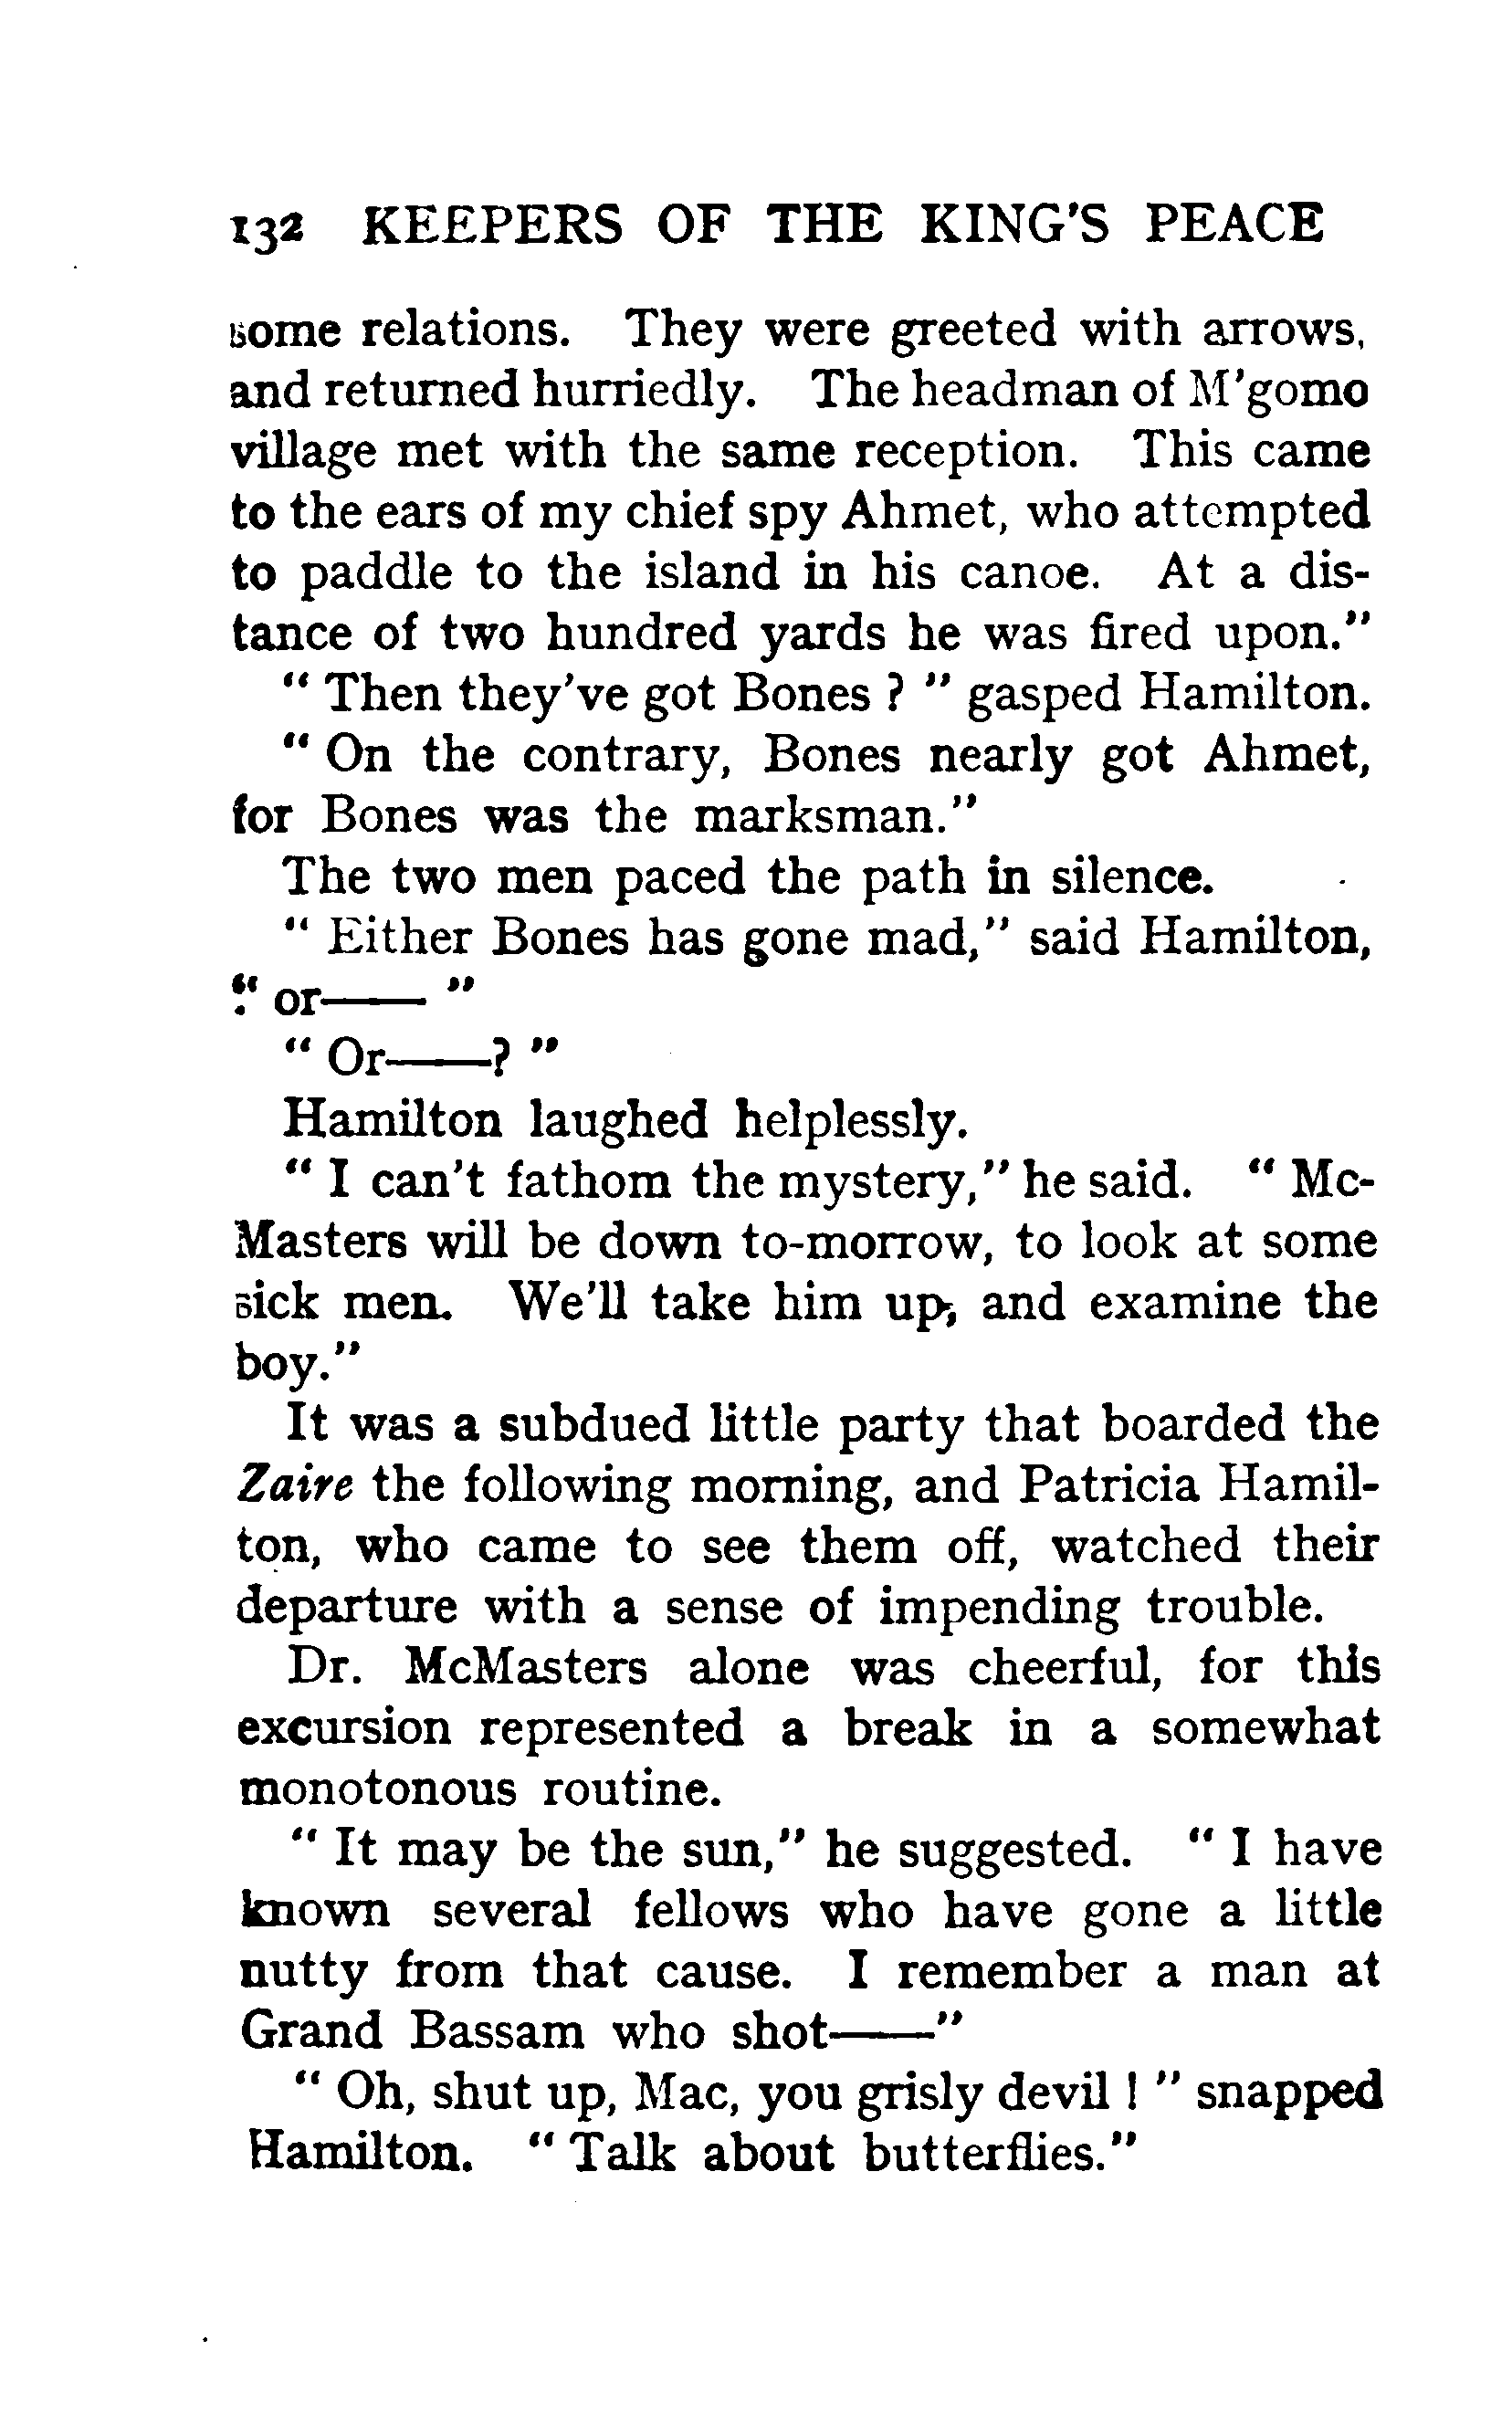 132 KEEPERS OF THE KING'S PEACE
some relations. They were greeted with arrows,
and returned hurriedly. The headman of M'gomo
village met with the same reception. This came
to the ears of my chief spy Ahmet, who attempted
to paddle to the island in his canoe. At a dis-
tance of two hundred yards he was fired upon."
" Then they've got Bones ? " gasped Hamilton.
" On the contrary, Bones nearly got Ahmet,
for Bones was the marksman."
The two men paced the path in silence.
" Either Bones has gone mad," said Hamilton,
" or—— "
" Or——? "
Hamilton laughed helplessly.
" I can't fathom the mystery," he said. " Mc-
Masters will be down to-morrow, to look at some
sick men. We'll take him up, and examine the
boy."
It was a subdued little party that boarded the
Zaire the following morning, and Patricia Hamil-
ton, who came to see them off, watched their
departure with a sense of impending trouble.
Dr. McMasters alone was cheerful, for this
excursion represented a break in a somewhat
monotonous routine.
" It may be the sun," he suggested. " I have
known several fellows who have gone a little
nutty from that cause. I remember a man at
Grand Bassam who shot——"
" Oh, shut up, Mac, you grisly devil ! " snapped
Hamilton. " Talk about butterflies."